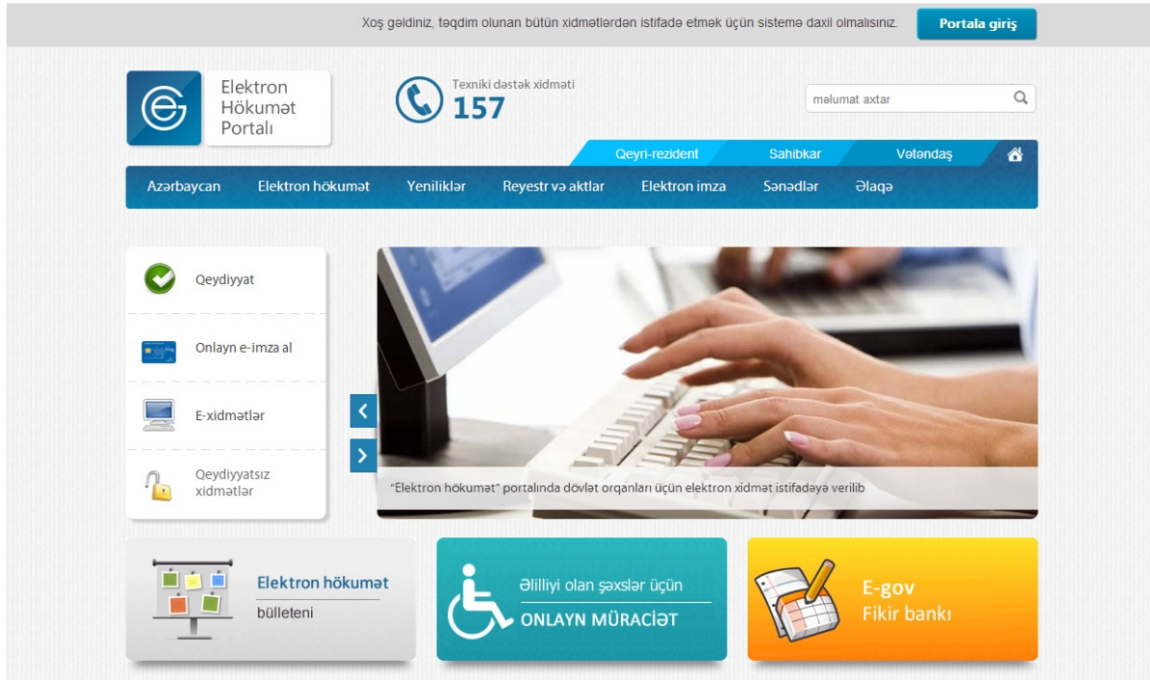 Xoş gəldiniz, təqdim olunan bütün xidmətlərdən istifadə etmək üçün sistemə daxil olmalısınız.
Portala giriş
Elektron
Hökumət
Portalı
Texniki dəstək xidməti
157
məlumat axtar
Qeyri-rezident
Sahibkar
Vətəndaş
Azərbaycan
Elektron hökumət
Yeniliklər
Reyestr və aktlar
Elektron imza
Sənədlər
Əlaqə
Qeydiyyat
Onlayn e-imza al
E-xidmətlər
Qeydiyyatsız
xidmətlər
"Elektron hökumət" portalında dövlət orqanları üçün elektron xidmət istifadəyə verilib
Elektron hökumət
bülleteni
Əlilliyi olan şəxslər üçün
ONLAYN MÜRACİƏT
E-gov
Fikir bankı